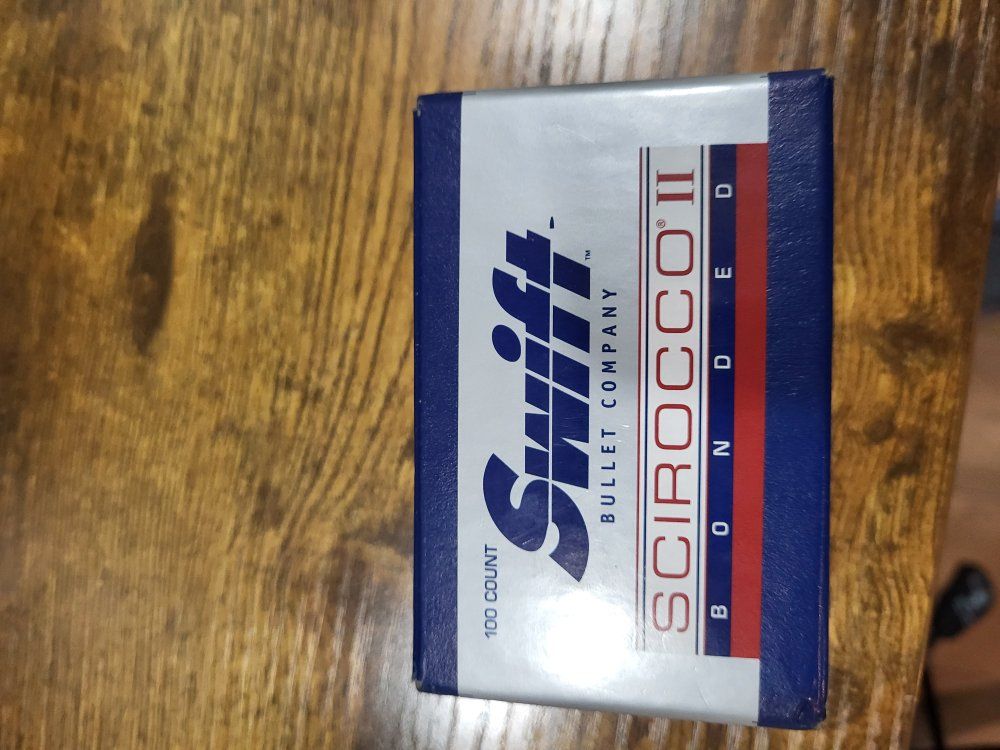 100 COUNT
Swift™
BULLET COMPANY
SCIROCCO® II
BONDED